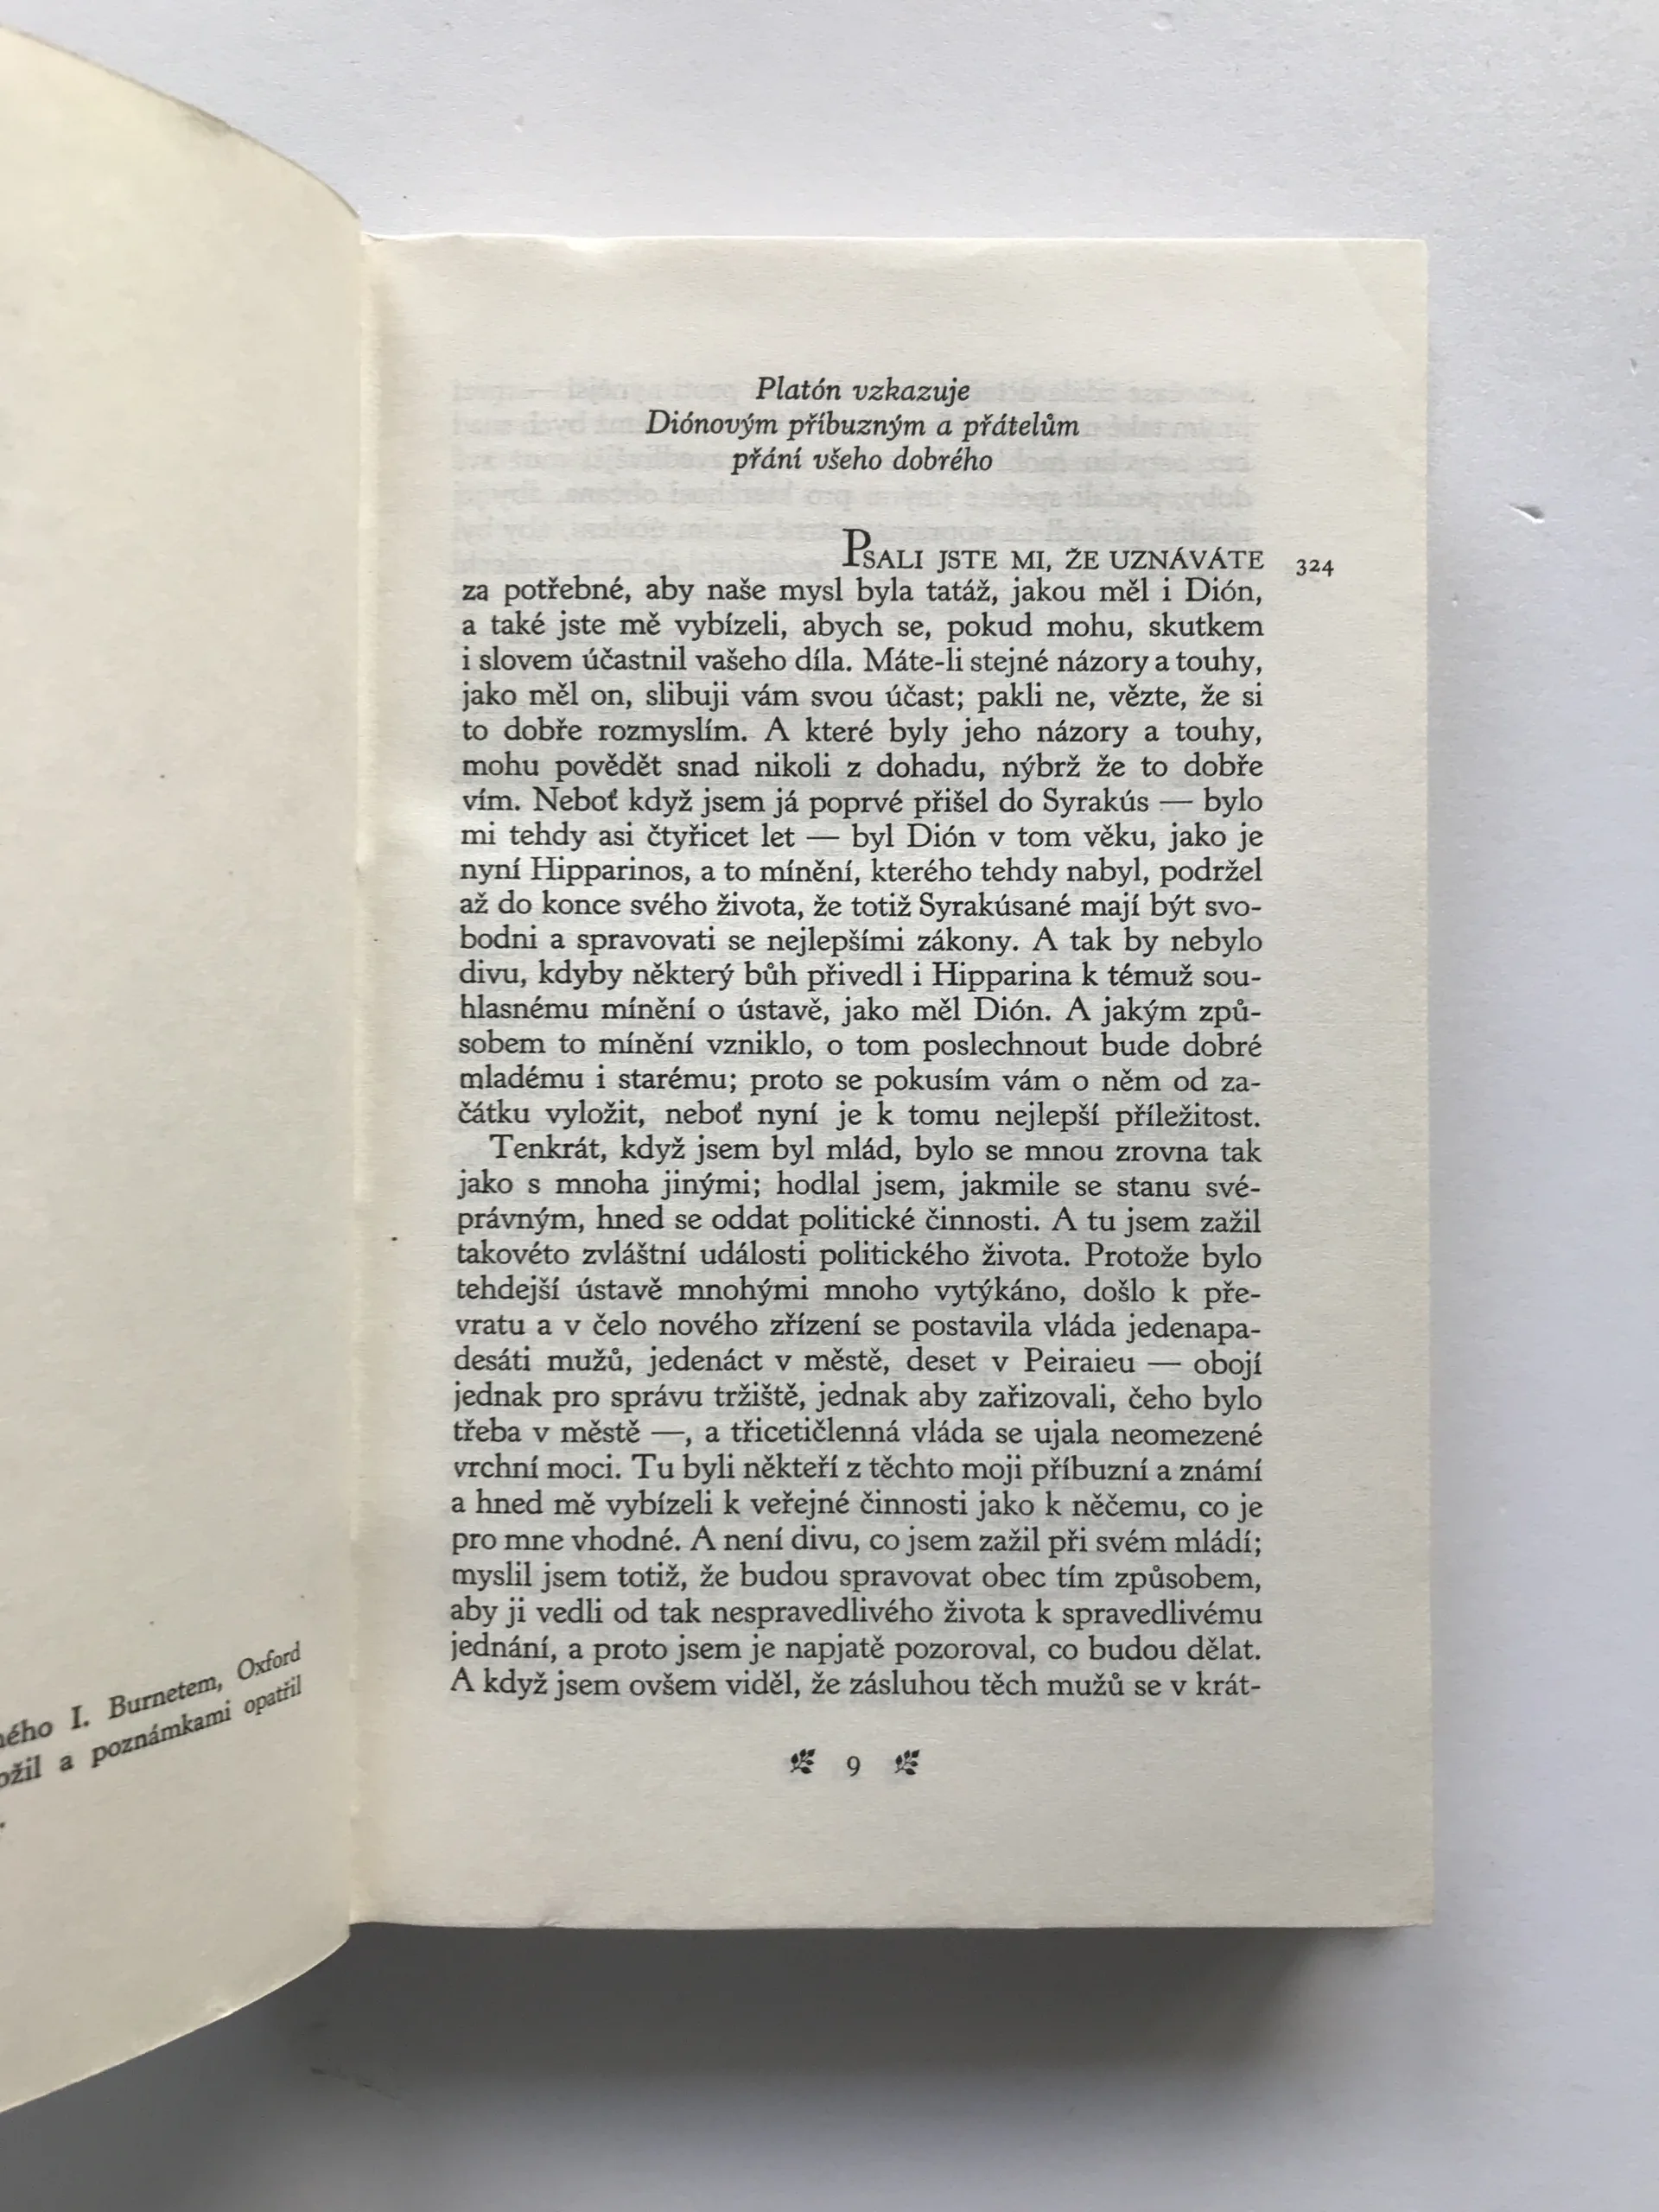 ného I. Burnetem, Oxford
ožil a poznámkami opatřil
Platón vzkazuje
Diónovým příbuzným a přátelům
přání všeho dobrého
PSALI JSTE MI, ŽE UZNÁVÁTE 324
za potřebné, aby naše mysl byla tatáž, jakou měl i Dión,
a také jste mě vybízeli, abych se, pokud mohu, skutkem
i slovem účastnil vašeho díla. Máte-li stejné názory a touhy,
jako měl on, slibuji vám svou účast; pakli ne, vězte, že si
to dobře rozmyslím. A které byly jeho názory a touhy,
mohu povědět snad nikoli z dohadu, nýbrž že to dobře
vím. Neboť když jsem já poprvé přišel do Syrakús — bylo
mi tehdy asi čtyřicet let — byl Dión v tom věku, jako je
nyní Hipparinos, a to mínění, kterého tehdy nabyl, podržel
až do konce svého života, že totiž Syrakúsané mají být svo-
bodni a spravovati se nejlepšími zákony. A tak by nebylo
divu, kdyby některý bůh přivedl i Hipparina k témuž sou-
hlasnému mínění o ústavě, jako měl Dión. A jakým způ-
sobem to mínění vzniklo, o tom poslechnout bude dobré
mladému i starému; proto se pokusím vám o něm od za-
čátku vyložit, neboť nyní je k tomu nejlepší příležitost.
Tenkrát, když jsem byl mlád, bylo se mnou zrovna tak
jako s mnoha jinými; hodlal jsem, jakmile se stanu své-
právným, hned se oddat politické činnosti. A tu jsem zažil
takovéto zvláštní události politického života. Protože bylo
tehdejší ústavě mnohými mnoho vytýkáno, došlo k pře-
vratu a v čelo nového zřízení se postavila vláda jedenapa-
desáti mužů, jedenáct v městě, deset v Peiraieu — obojí
jednak pro správu tržiště, jednak aby zařizovali, čeho bylo
třeba v městě —, a třicetičlenná vláda se ujala neomezené
vrchní moci. Tu byli někteří z těchto moji příbuzní a známí
a hned mě vybízeli k veřejné činnosti jako k něčemu, co je
pro mne vhodné. A není divu, co jsem zažil při svém mládí;
myslil jsem totiž, že budou spravovat obec tím způsobem,
aby ji vedli od tak nespravedlivého života k spravedlivému
jednání, a proto jsem je napjatě pozoroval, co budou dělat.
A když jsem ovšem viděl, že zásluhou těch mužů se v krát-
9